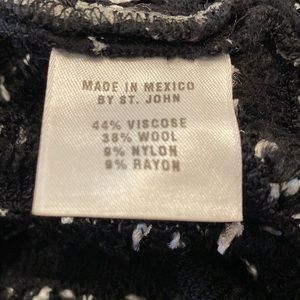 MADE IN MEXICO
BY ST. JOHN
44% VISCOSE
38% WOOL
9% NYLON
9% RAYON